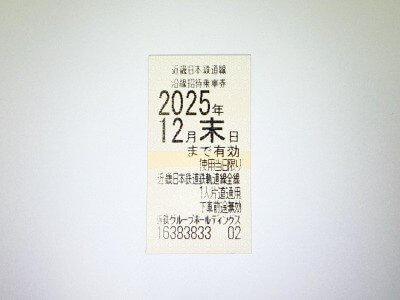 近畿日本鉄道線
沿線招待乗車券
2025年
12月末日
まで有効
使用当日限り
近畿日本鉄道鉄軌道線全線
1人片道通用
下車前途無効
近鉄グループホールディングス
16383833 02